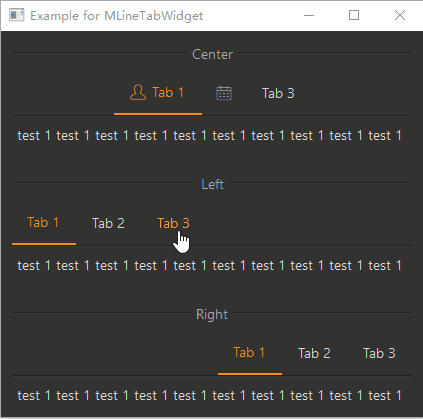 Example for MLineTabWidget
Center
Tab 1 Tab 3
test 1 test 1 test 1 test 1 test 1 test 1 test 1 test 1 test 1 test 1
Left
Tab 1 Tab 2 Tab 3
test 1 test 1 test 1 test 1 test 1 test 1 test 1 test 1 test 1 test 1
Right
Tab 1 Tab 2 Tab 3
test 1 test 1 test 1 test 1 test 1 test 1 test 1 test 1 test 1 test 1